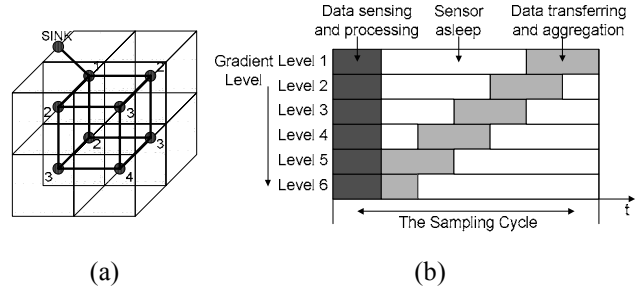 Data sensing and processing
Sensor asleep
Data transferring and aggregation
SINK
1
2
2
3
2
3
3
4
Gradient Level
Level 1
Level 2
Level 3
Level 4
Level 5
Level 6
t
The Sampling Cycle
(a)
(b)